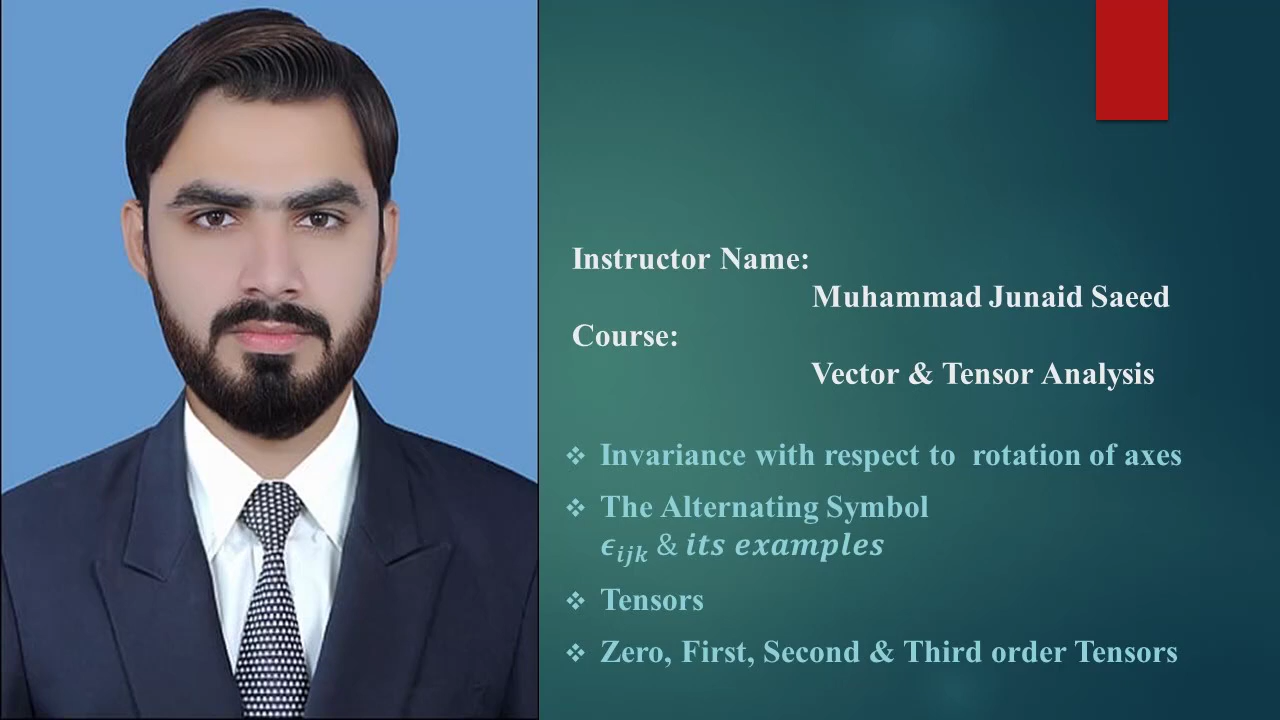 Instructor Name:
Muhammad Junaid Saeed
Course:
Vector & Tensor Analysis
❖ Invariance with respect to rotation of axes
❖ The Alternating Symbol
𝝐𝒊𝒋𝒌 & 𝒊𝒕𝒔 𝒆𝒙𝒂𝒎𝒑𝒍𝒆𝒔
❖ Tensors
❖ Zero, First, Second & Third order Tensors